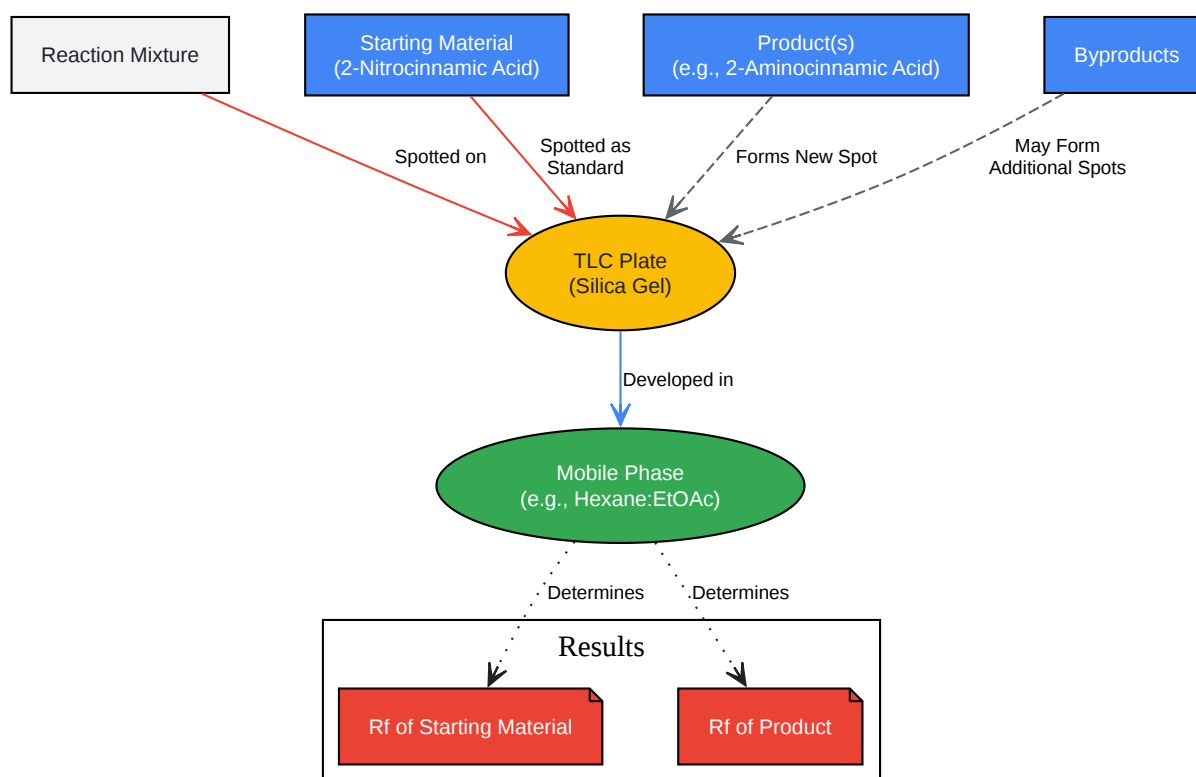 Reaction Mixture
Starting Material
(2-Nitrocinnamic Acid)
Product(s)
(e.g., 2-Aminocinnamic Acid)
Byproducts
Spotted on
Spotted as
Standard
Forms New Spot
May Form
Additional Spots
TLC Plate
(Silica Gel)
Developed in
Mobile Phase
(e.g., Hexane:EtOAc)
Determines
Determines
Results
Rf of Starting Material
Rf of Product